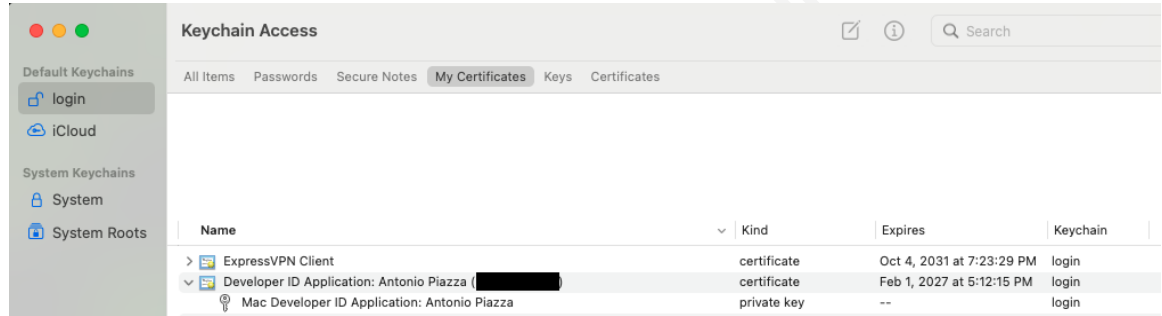 Keychain Access
Search
Default Keychains
login
iCloud
System Keychains
System
System Roots
All Items Passwords Secure Notes My Certificates Keys Certificates
Name Kind Expires Keychain
ExpressVPN Client certificate Oct 4, 2031 at 7:23:29 PM login
Developer ID Application: Antonio Piazza ( ) certificate Feb 1, 2027 at 5:12:15 PM login
Mac Developer ID Application: Antonio Piazza private key -- login